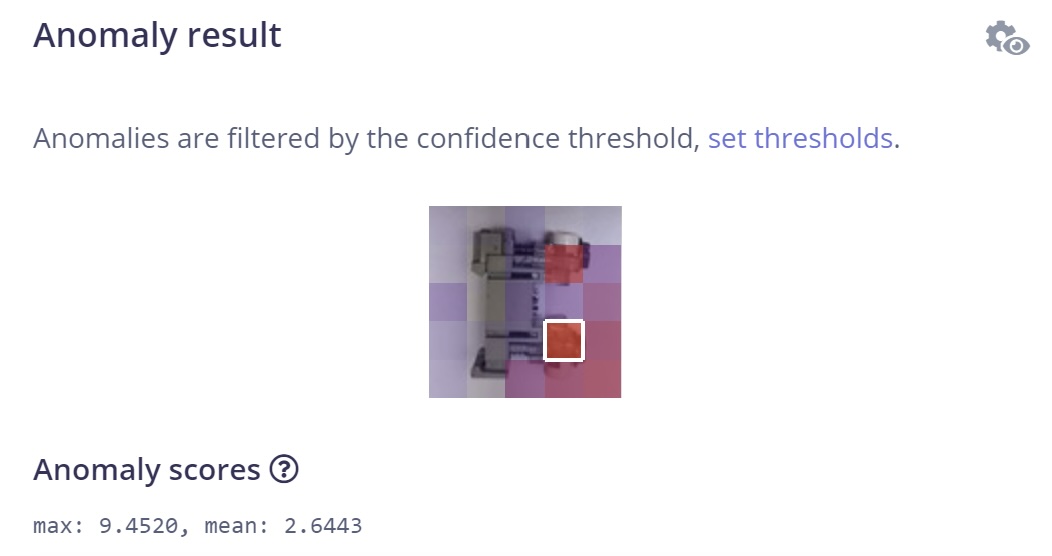 Anomaly result
Anomalies are filtered by the confidence threshold, set thresholds.
Anomaly scores
max: 9.4520, mean: 2.6443